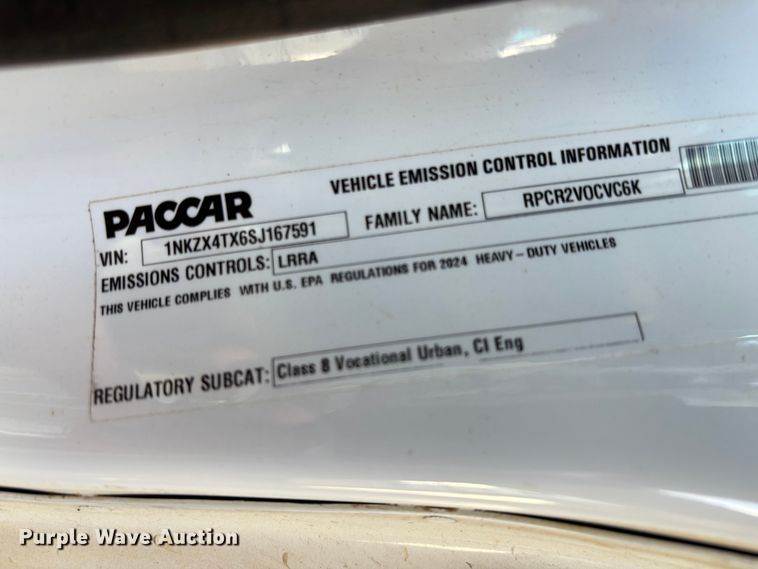 VEHICLE EMISSION CONTROL INFORMATION
PACCAR
VIN: 1NKZX4TX6SJ167591 FAMILY NAME: RPCR2VOCVC6K
EMISSIONS CONTROLS: LRRA
THIS VEHICLE COMPLIES WITH U.S. EPA REGULATIONS FOR 2024 HEAVY-DUTY VEHICLES
REGULATORY SUBCAT: Class 8 Vocational Urban, CI Eng
Purple Wave Auction